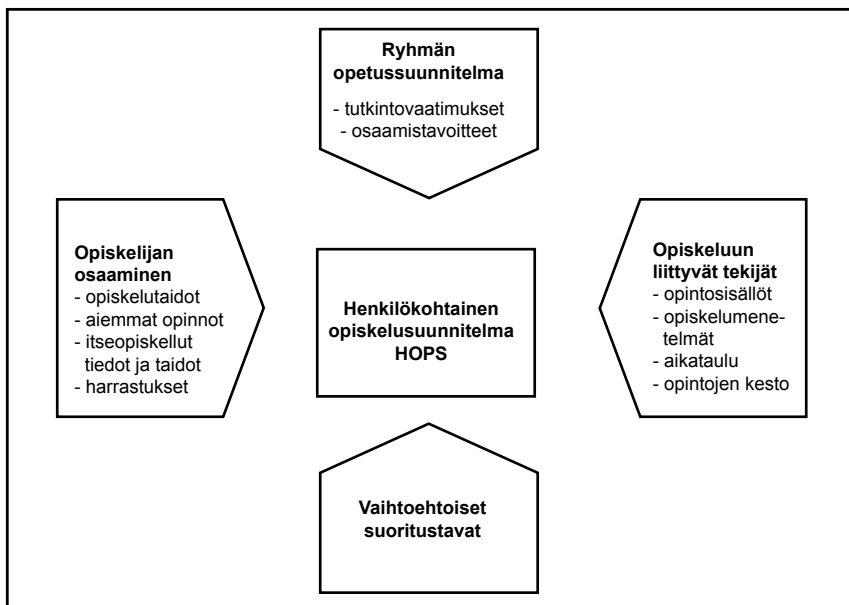 Ryhmän
opetussuunnitelma
- tutkintovaatimukset
- osaamistavoitteet
Opiskelijan
osaaminen
- opiskelutaidot
- aiemmat opinnot
- itseopiskellut
tiedot ja taidot
- harrastukset
Henkilökohtainen
opiskelusuunnitelma
HOPS
Opiskeluun
liittyvät tekijät
- opintosisällöt
- opiskelumene-
telmät
- aikataulu
- opintojen kesto
Vaihtoehtoiset
suoritustavat